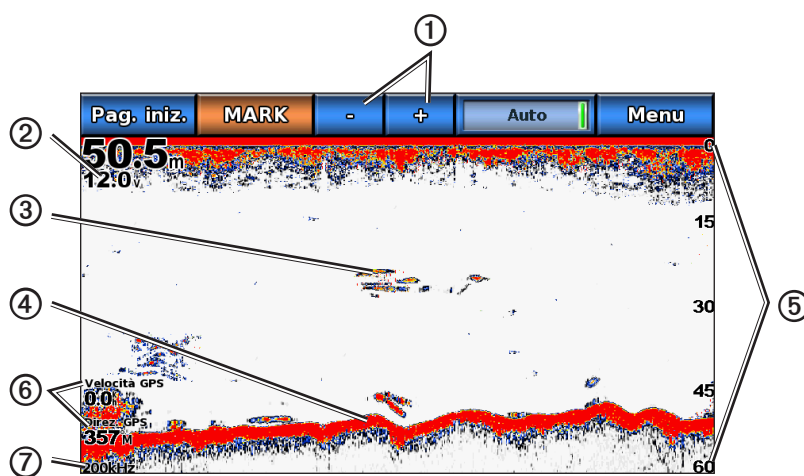 ①
Pag. iniz. MARK - + Auto Menu
②
50.5m
12.0v
0
③
15
④
30
⑤
⑥
Velocità GPS
45
0.0
Direz. GPS
357M
⑦
200kHz
60